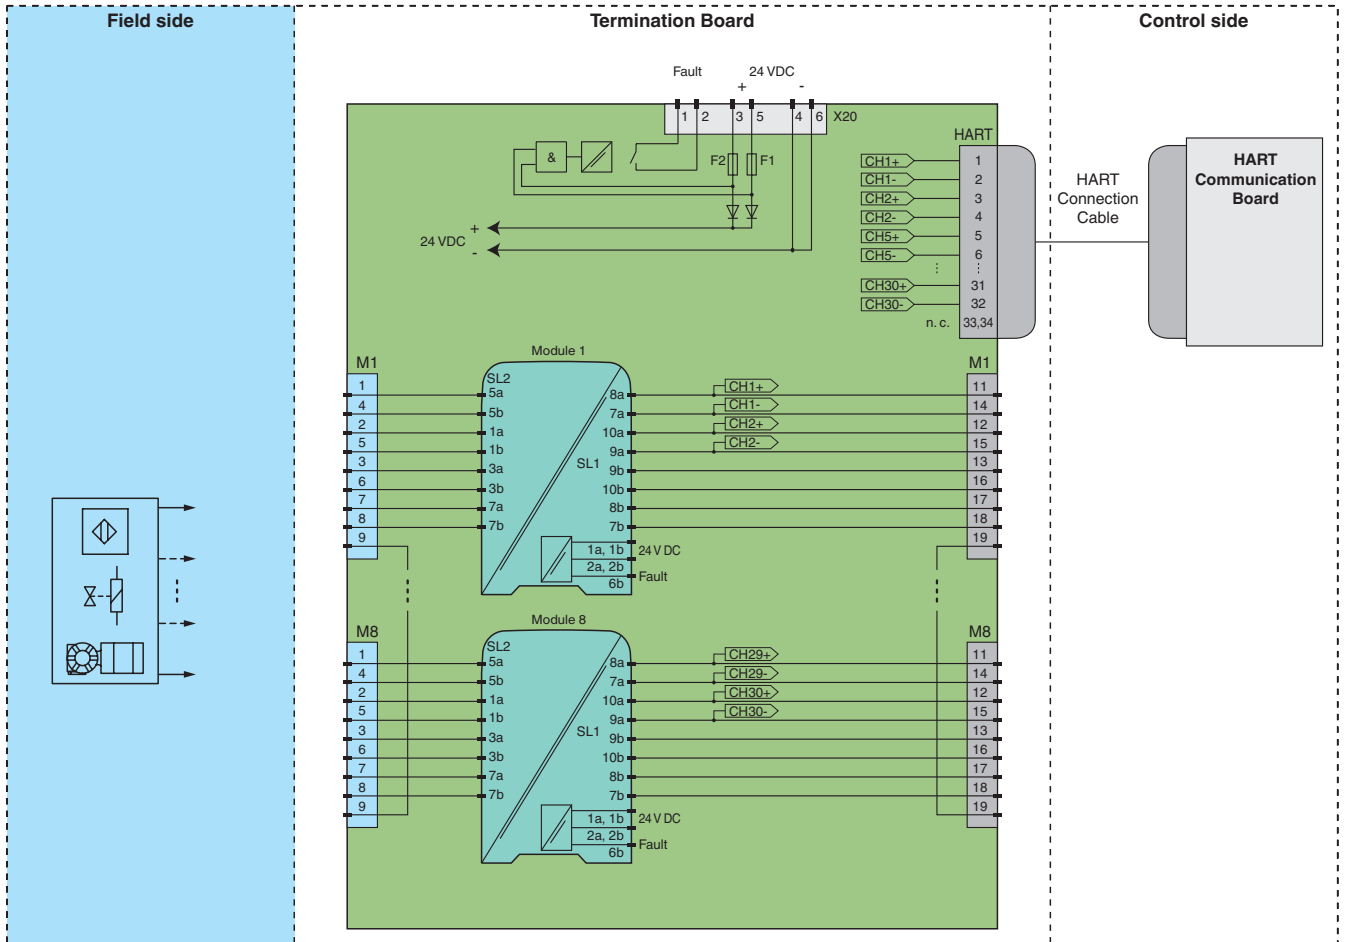 Field side
Termination Board
Control side
Fault
24 VDC
+
-
1 2 3 5 4 6 X20
&
F2 F1
+
24 VDC
-
HART
CH1+ 1
CH1- 2
CH2+ 3
CH2- 4
CH5+ 5
CH5- 6
CH30+ 31
CH30- 32
n. c. 33,34
HART
Connection
Cable
HART
Communication
Board
Module 1
M1
M1
SL2
1 5a 8a CH1+ 11
4 5b 7a CH1- 14
2 1a 10a CH2+ 12
5 1b 9a CH2- 15
SL1
3 3a 9b 13
6 3b 10b 16
7 7a 8b 17
8 7b 7b 18
9 19
1a, 1b 24V DC
2a, 2b
Fault
6b
Module 8
M8
M8
SL2
1 5a 8a CH29+ 11
4 5b 7a CH29- 14
2 1a 10a CH30+ 12
5 1b 9a CH30- 15
SL1
3 3a 9b 13
6 3b 10b 16
7 7a 8b 17
8 7b 7b 18
9 19
1a, 1b 24V DC
2a, 2b
Fault
6b